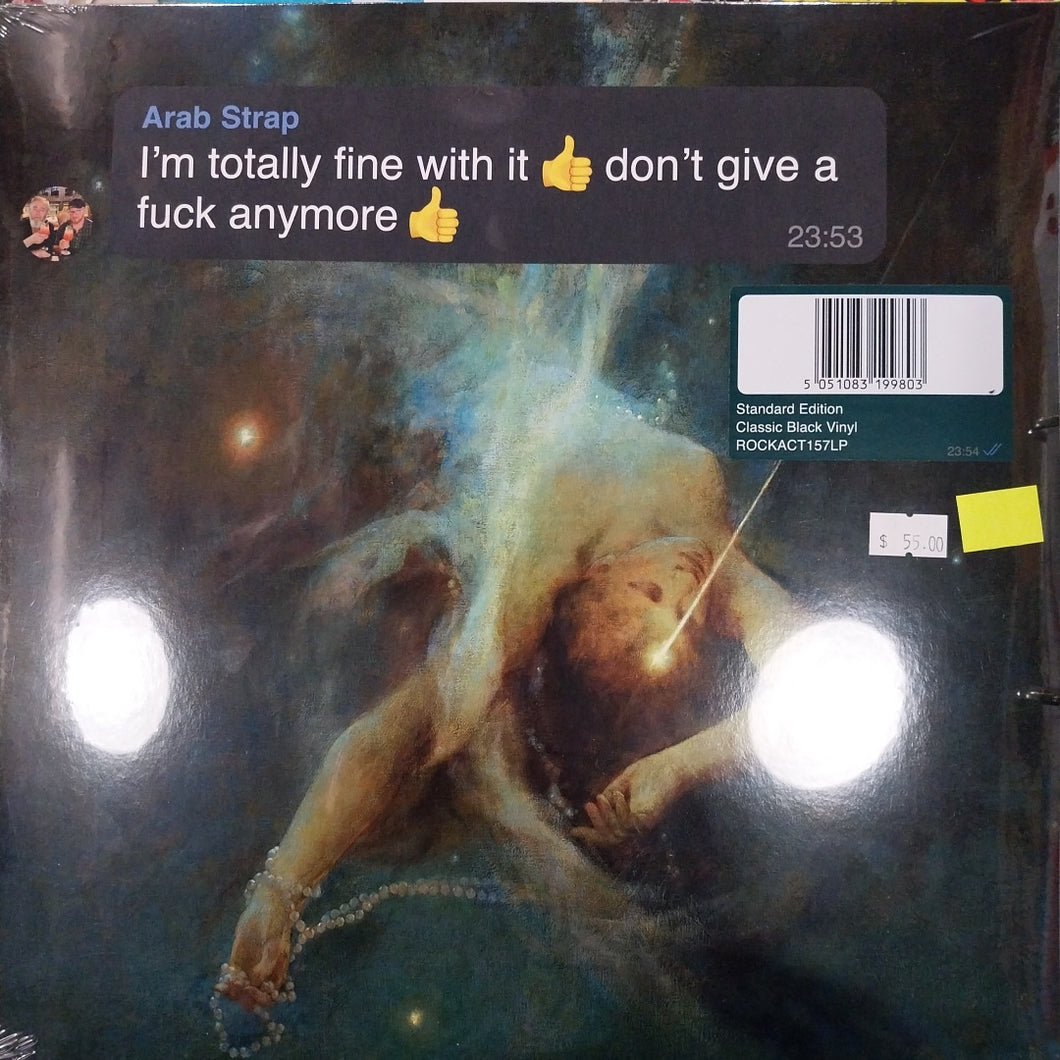 Arab Strap
I'm totally fine with it 👍 don't give a
fuck anymore 👍
23:53
5 051083 199803
Standard Edition
Classic Black Vinyl
ROCKACT157LP
23:54
$ 55.00